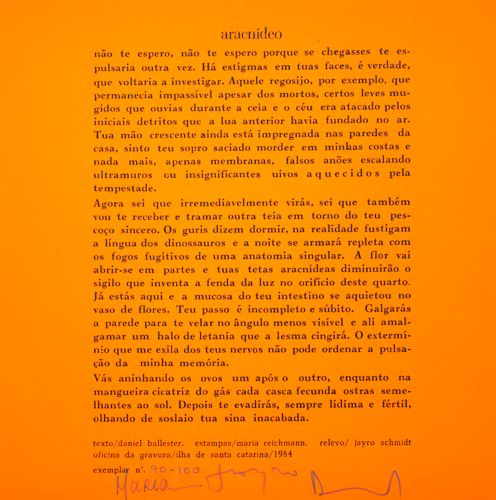 aracnídeo
não te espero, não te espero porque se chegasses te es-
pulsaria outra vez. Há estígmas em tuas faces, é verdade,
que voltaria a investigar. Aquele regosijo, por exemplo, que
permanecia impassível apesar dos mortos, certos leves mu-
gidos que ouvias durante a ceia e o céu era atacado pelos
iniciais detritos que a lua anterior havia fundado no ar.
Tua mão crescente ainda está impregnada nas paredes da
casa, sinto teu sopro saciado morder em minhas costas e
nada mais, apenas membranas, falsos anões escalando
ultramuros ou insignificantes uivos aquecidos pela
tempestade.
Agora sei que irremediavelmente virás, sei que também
vou te receber e tramar outra teia em torno do teu pes-
coço sincero. Os guris dizem dormir, na realidade fustigam
a língua dos dinossauros e a noite se armará repleta com
os fogos fugitivos de uma anatomia singular. A flor vai
abrir-se em partes e tuas tetas aracnídeas diminuirão o
sigilo que inventa a fenda da luz no orifício deste quarto.
Já estás aqui e a mucosa do teu intestino se aquietou no
vaso de flores. Teu passo é incompleto e súbito. Galgarás
a parede para te velar no ângulo menos visível e ali amal-
gamar um halo de letania que a lesma cingirá. O extermí-
nio que me exila dos teus nervos não pode ordenar a pulsa-
ção da minha memória.
Vás aninhando os ovos um após o outro, enquanto na
mangueira cicatriz do gás cada casca fecunda ostras seme-
lhantes ao sol. Depois te evadirás, sempre lídima e fértil,
olhando de soslaio tua sina inacabada.
texto/daniel ballester. estampas/maria reichmann. relevo/ jayro schmidt
oficina da gravura/ilha de santa catarina/1984
exemplar nº. 90-100
MARIA